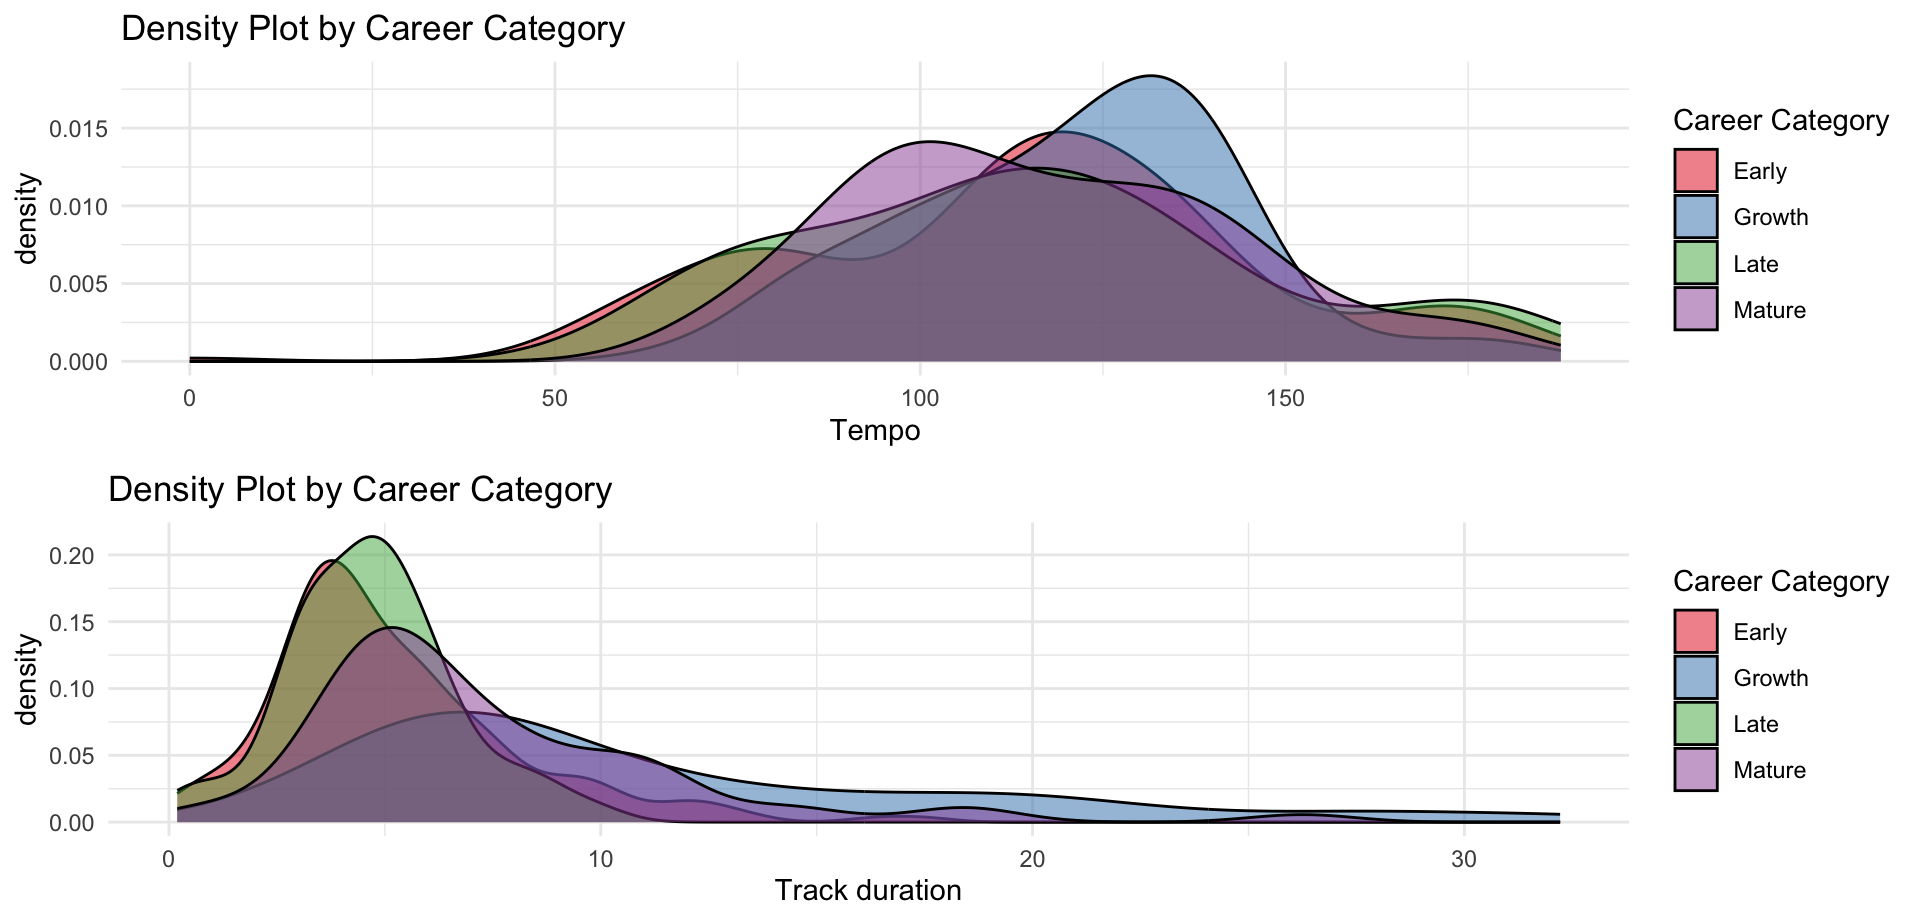 Density Plot by Career Category
density
0.015
0.010
0.005
0.000
0
50
100
150
Tempo
Career Category
Early
Growth
Late
Mature
Density Plot by Career Category
density
0.20
0.15
0.10
0.05
0.00
0
10
20
30
Track duration
Career Category
Early
Growth
Late
Mature